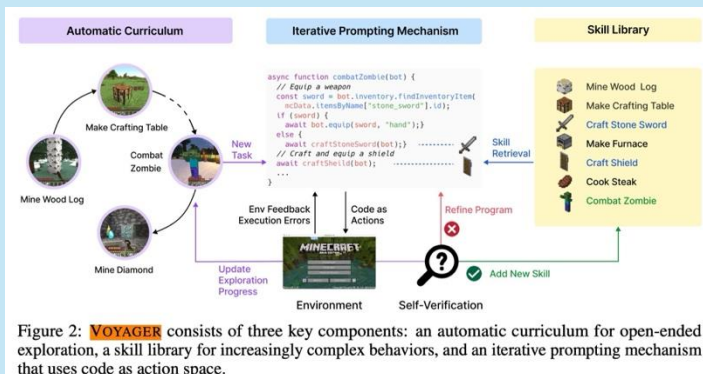 Automatic Curriculum
Iterative Prompting Mechanism
Skill Library
Make Crafting Table
Combat
Zombie
Mine Wood Log
Mine Diamond
New
Task
async function combatZombie(bot) {
// Equip a weapon
const sword = bot.inventory.findInventoryItem(
mcData.itemsByName["stone_sword"].id);
if (sword) {
await bot.equip(sword, "hand");}
else {
await craftStoneSword(bot);}
// Craft and equip a shield
await craftSheild(bot);
...
}
Skill
Retrieval
Mine Wood Log
Make Crafting Table
Craft Stone Sword
Make Furnace
Craft Shield
Cook Steak
Combat Zombie
Env Feedback
Execution Errors
Code as
Actions
Refine Program
Update
Exploration
Progress
MINECRAFT
Environment
Self-Verification
Add New Skill
Figure 2: VOYAGER consists of three key components: an automatic curriculum for open-ended
exploration, a skill library for increasingly complex behaviors, and an iterative prompting mechanism
that uses code as action space.